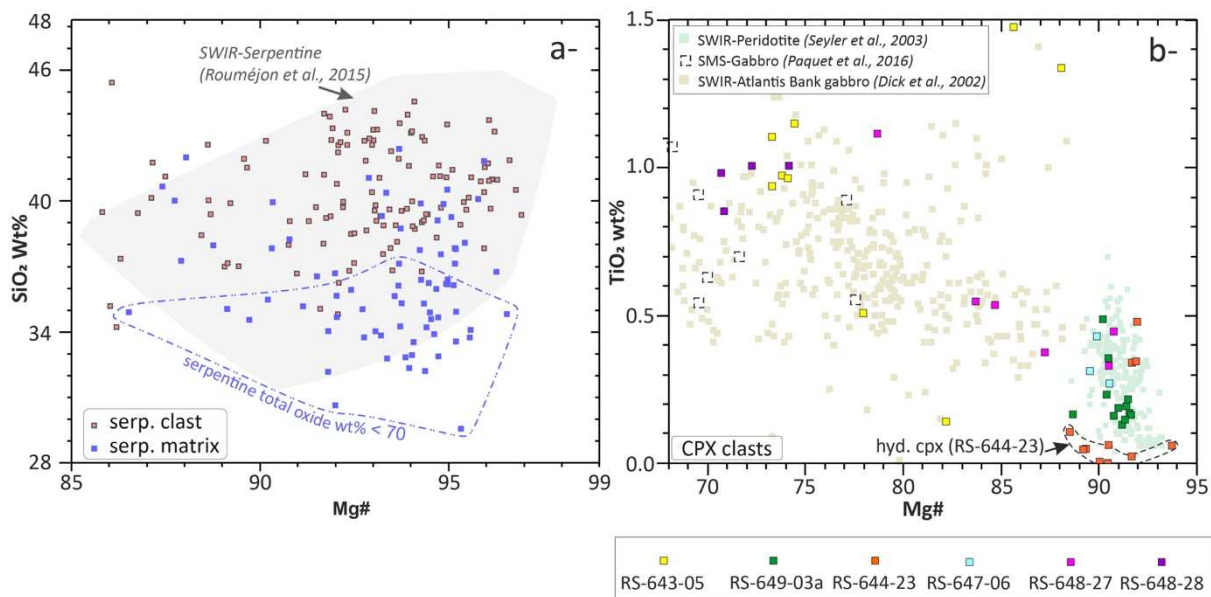 48
46
40
34
28
SiO₂ Wt%
85
90
95
99
Mg#
a-
SWIR-Serpentine
(Rouméjon et al., 2015)
serpentine total oxide wt% < 70
serp. clast
serp. matrix
1.5
1.0
0.5
0.0
TiO₂ wt%
70
75
80
85
90
95
Mg#
b-
SWIR-Peridotite (Seyler et al., 2003)
SMS-Gabbro (Paquet et al., 2016)
SWIR-Atlantis Bank gabbro (Dick et al., 2002)
hyd. cpx (RS-644-23)
CPX clasts
RS-643-05
RS-649-03a
RS-644-23
RS-647-06
RS-648-27
RS-648-28